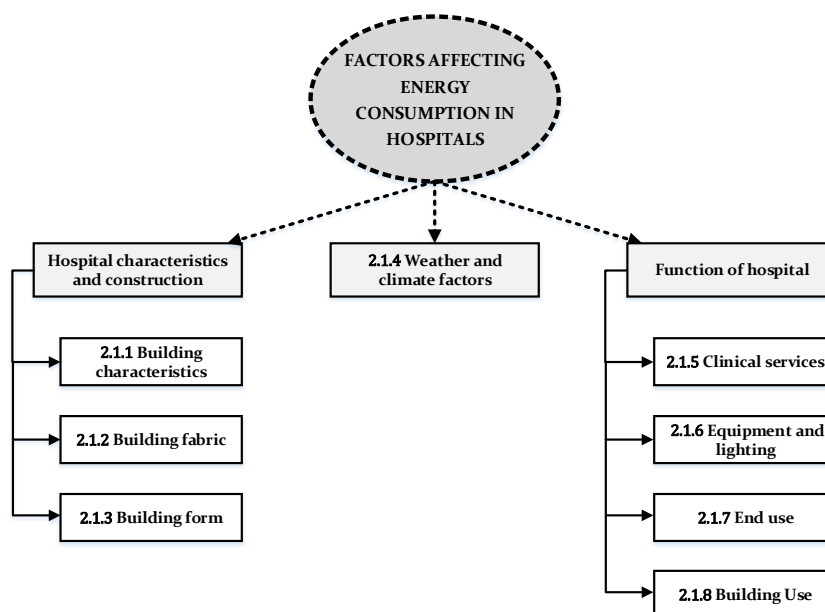 FACTORS AFFECTING
ENERGY
CONSUMPTION IN
HOSPITALS
Hospital characteristics
and construction
2.1.4 Weather and
climate factors
Function of hospital
2.1.1 Building
characteristics
2.1.2 Building fabric
2.1.3 Building form
2.1.5 Clinical services
2.1.6 Equipment and
lighting
2.1.7 End use
2.1.8 Building Use